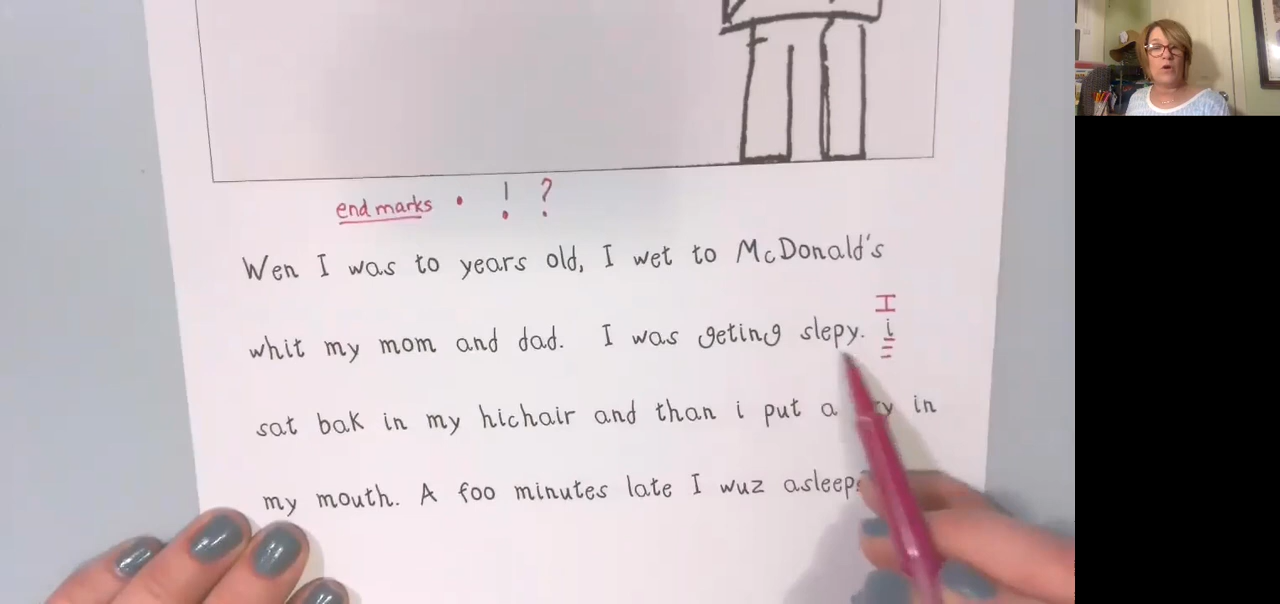 end marks . ! ?
Wen I was to years old, I wet to McDonald's
I
whit my mom and dad. I was geting slepy. i
sat bak in my hichair and than i put a in
my mouth. A foo minutes late I wuz asleep